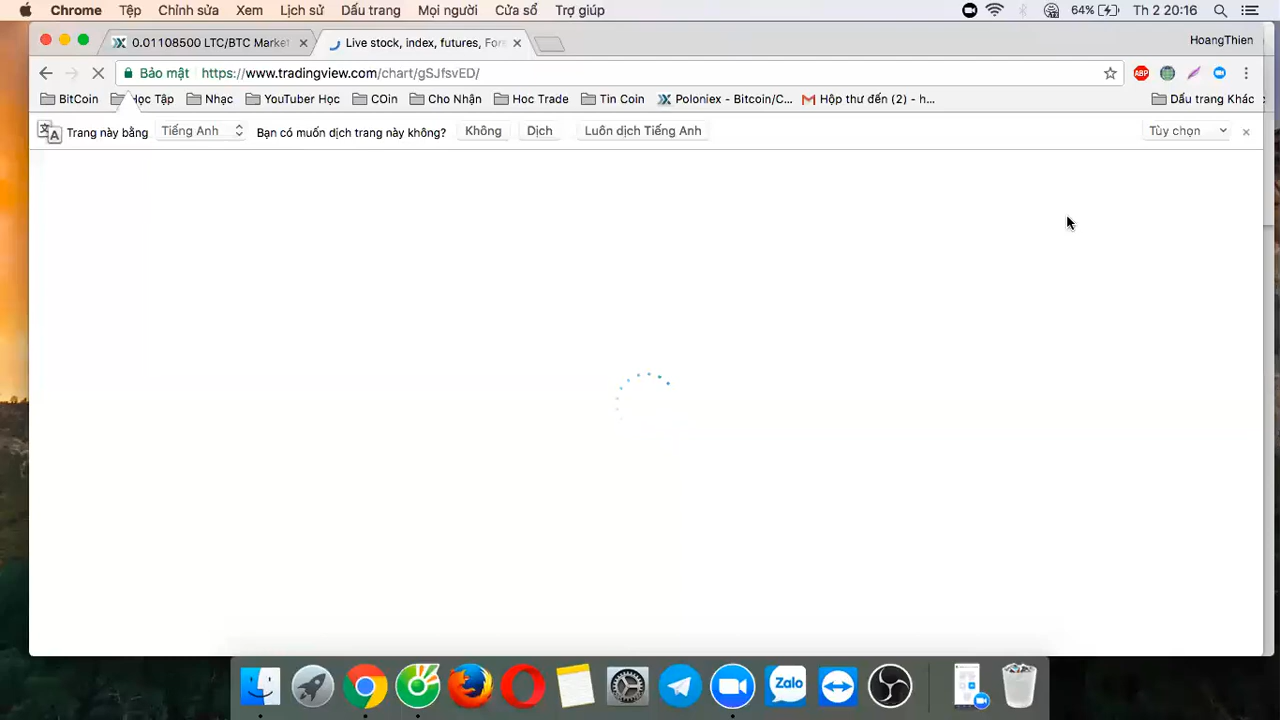 Chrome Tệp Chỉnh sửa Xem Lịch sử Dấu trang Mọi người Cửa sổ Trợ giúp 64% Th 2 20:16
0.01108500 LTC/BTC Market Live stock, index, futures, For HoangThien
Bảo mật https://www.tradingview.com/chart/gSJfsvED/ ABP
BitCoin Học Tập Nhạc YouTuber Học COin Cho Nhận Hoc Trade Tin Coin Poloniex - Bitcoin/C... Hộp thư đến (2) - h... Dấu trang Khác
Trang này bằng Tiếng Anh Bạn có muốn dịch trang này không? Không Dịch Luôn dịch Tiếng Anh Tùy chọn
Zalo